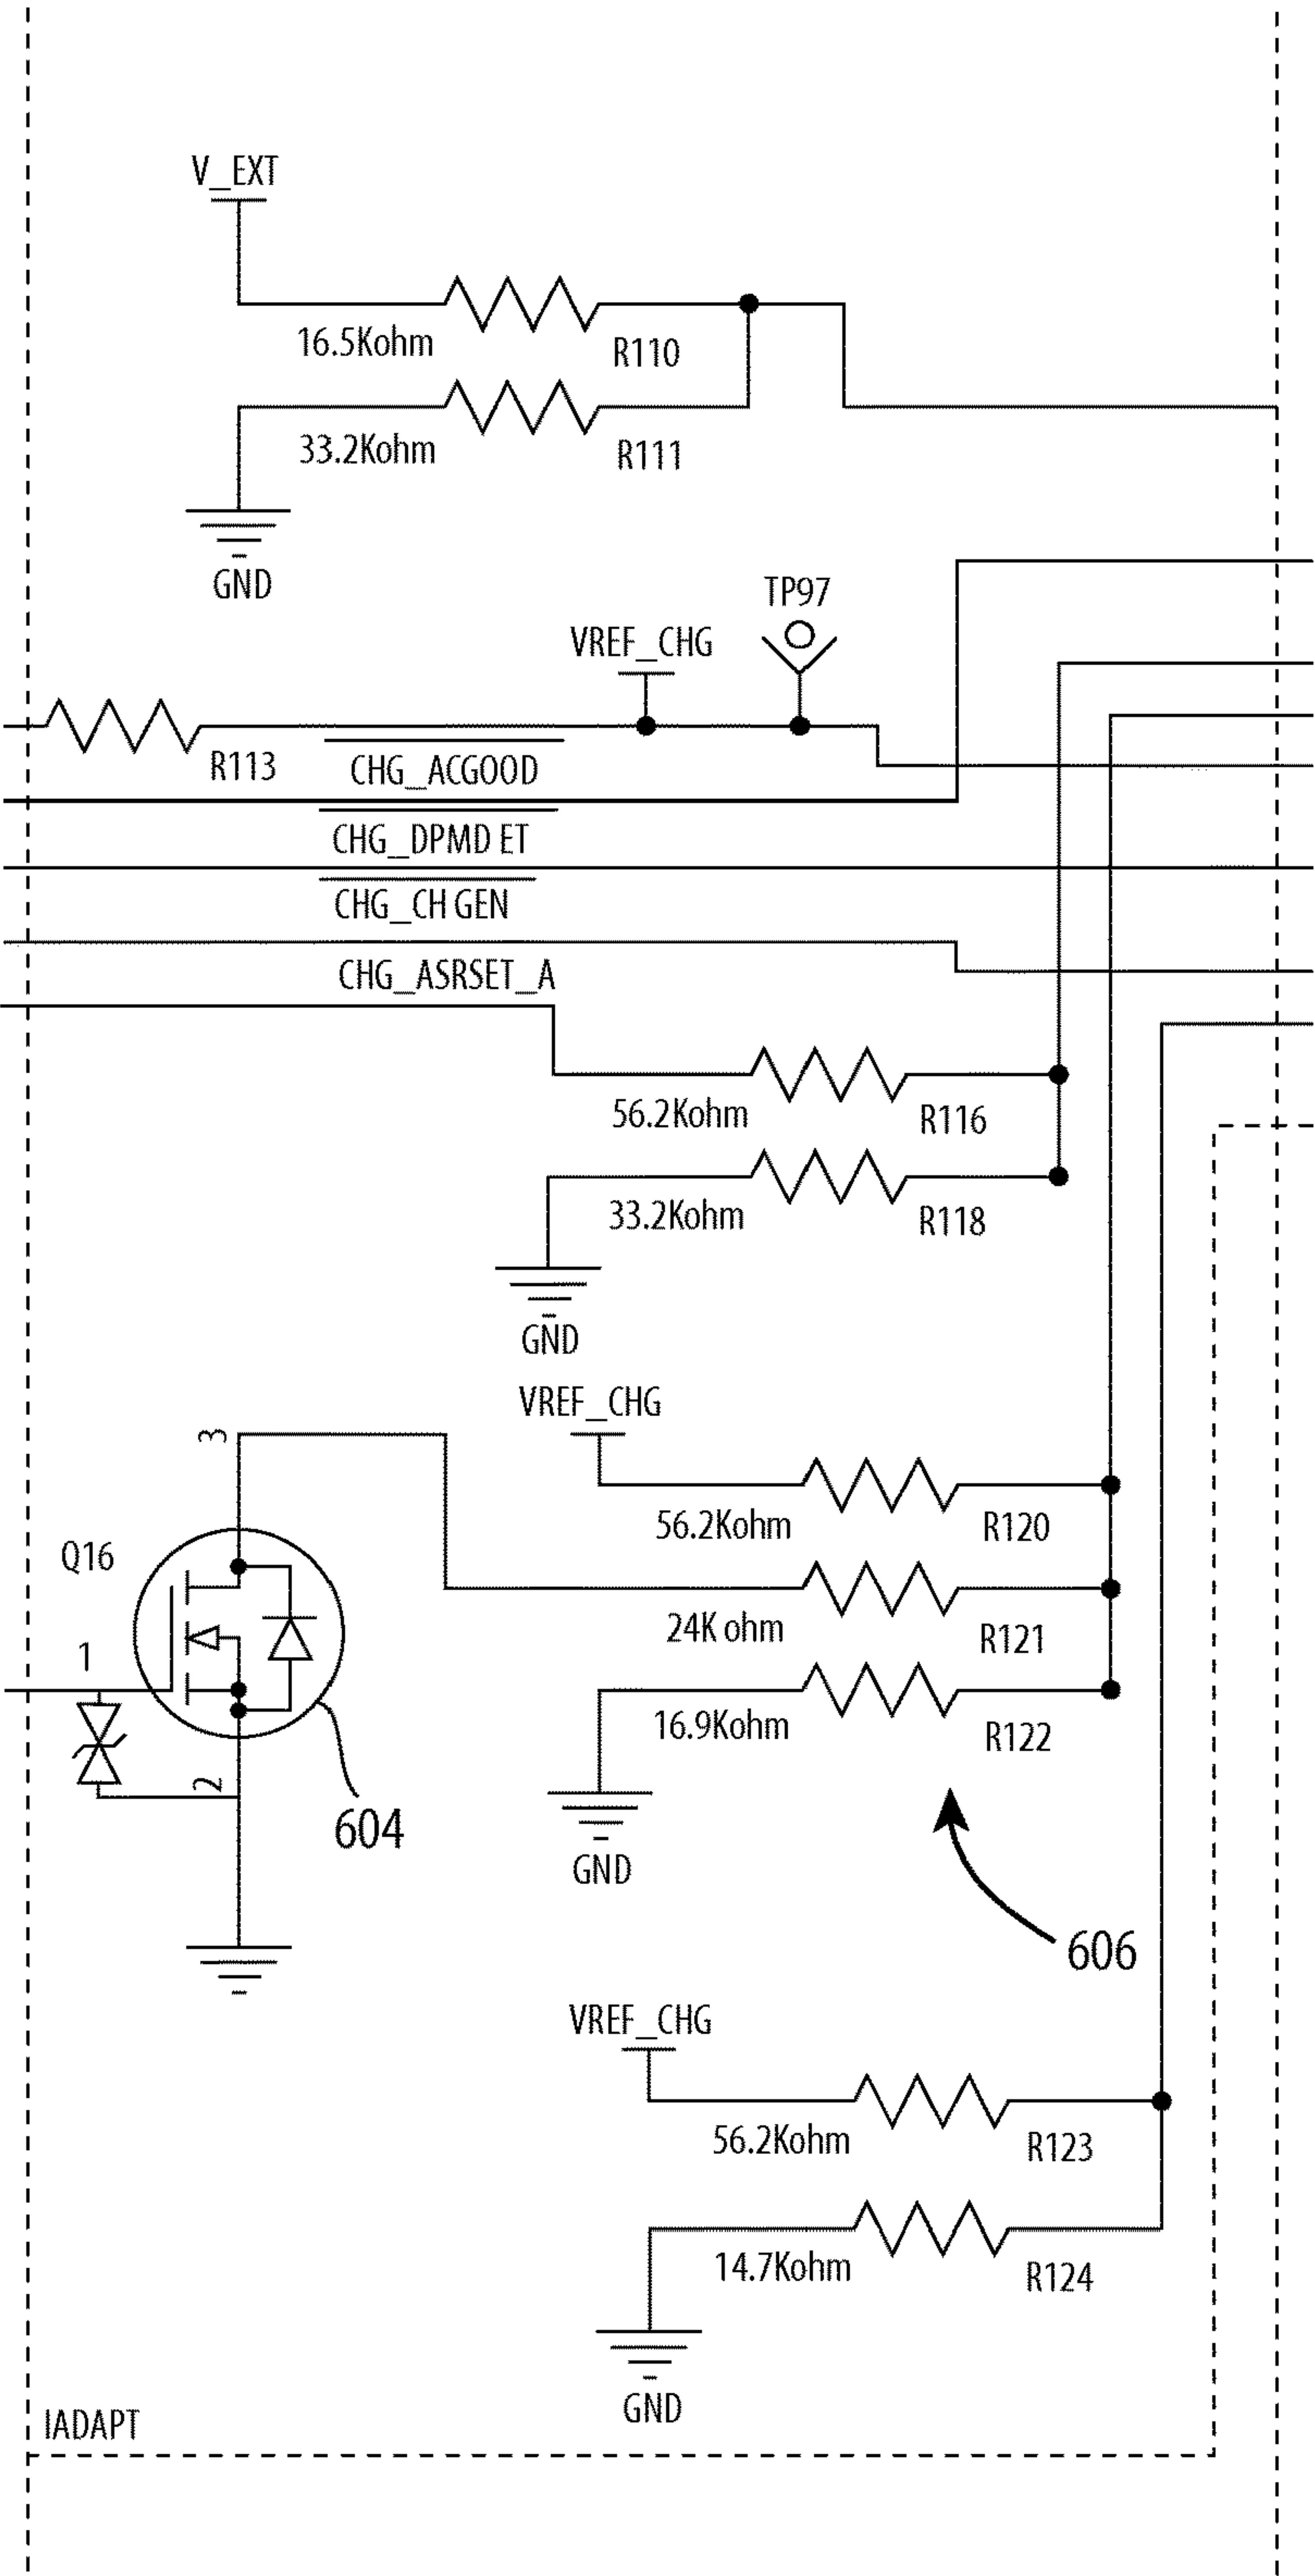 V_EXT
16.5Kohm
R110
33.2Kohm
R111
GND
TP97
VREF_CHG
R113
CHG_ACGOOD
CHG_DPMD ET
CHG_CH GEN
CHG_ASRSET_A
56.2Kohm
R116
33.2Kohm
R118
GND
VREF_CHG
3
56.2Kohm
R120
Q16
24K ohm
R121
1
16.9Kohm
R122
2
604
GND
606
VREF_CHG
56.2Kohm
R123
14.7Kohm
R124
GND
IADAPT